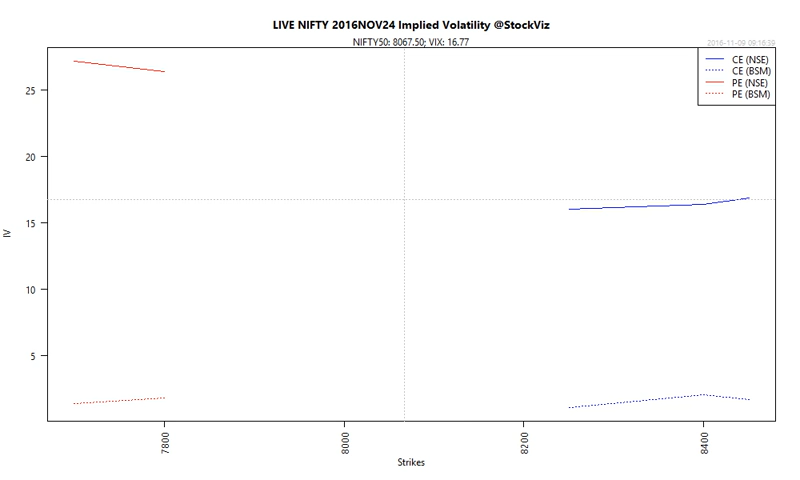 LIVE NIFTY 2016NOV24 Implied Volatility @StockViz
NIFTY50: 8067.50; VIX: 16.77
2016-11-09 09:16:39
CE (NSE)
CE (BSM)
PE (NSE)
PE (BSM)
25
20
15
10
5
IV
7800
8000
8200
8400
Strikes